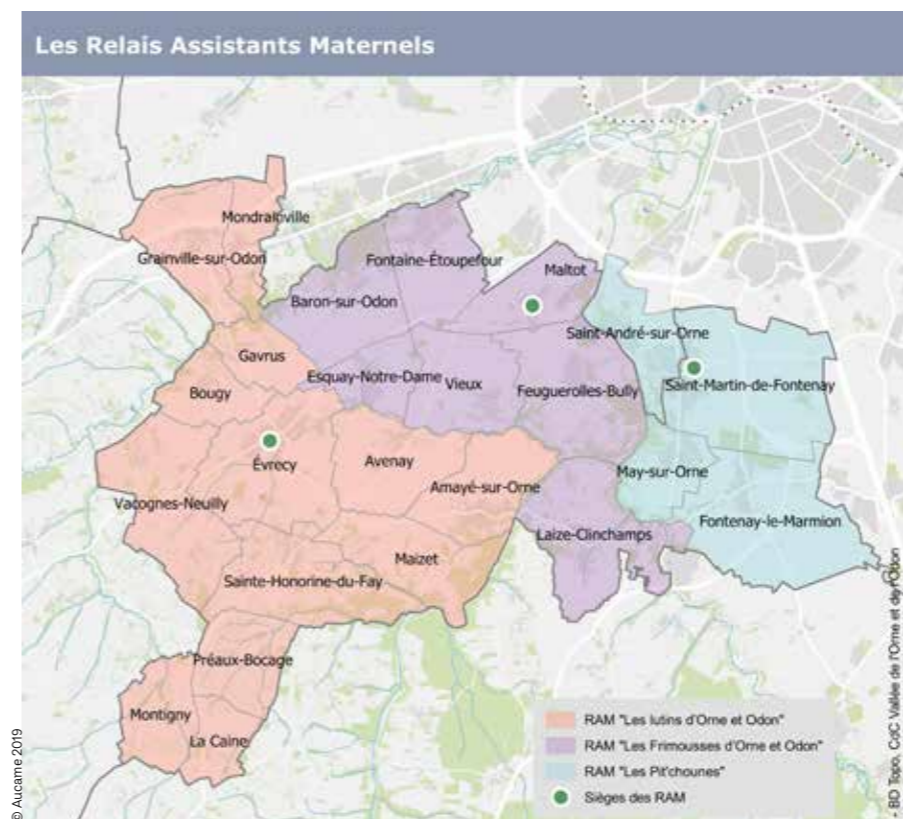 Les Relais Assistants Maternels
Mondrainville
Grainville-sur-Odon
Fontaine-Étoupefour
Maltot
Baron-sur-Odon
Saint-André-sur-Orne
Gavrus
Esquay-Notre-Dame
Vieux
Saint-Martin-de-Fontenay
Bougy
Feuguerolles-Bully
Évrecy
Avenay
May-sur-Orne
Amayé-sur-Orne
Vacognes-Neuilly
Fontenay-le-Marmion
Laize-Clinchamps
Maizet
Sainte-Honorine-du-Fay
Préaux-Bocage
Montigny
La Caine
RAM "Les lutins d'Orne et Odon"
RAM "Les Frimousses d'Orne et Odon"
RAM "Les Pit'chounes"
Sièges des RAM
© Aucame 2019
- BD Topo, CdC Vallée de l'Orne et de l'Odon